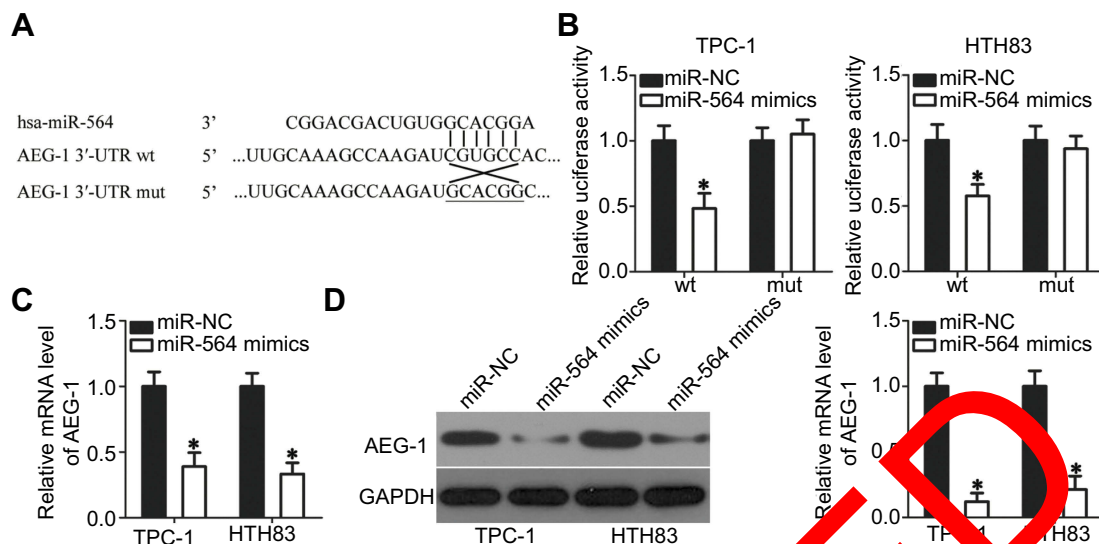 A
hsa-miR-564 3’ CGGACGACUGUGGCACGGA
AEG-1 3′-UTR wt 5’ ...UUGCAAAGCCAAGAUCGUGCCAC...
AEG-1 3′-UTR mut 5’ ...UUGCAAAGCCAAGAUGCACGGC...
B
TPC-1
Relative uciferase activity
1.5
1.0
0.5
0.0
miR-NC
miR-564 mimics
*
wt mut
HTH83
Relative uciferase activity
1.5
1.0
0.5
0.0
miR-NC
miR-564 mimics
*
wt mut
C
Relative mRNA level
of AEG-1
1.5
1.0
0.5
0.0
miR-NC
miR-564 mimics
* *
TPC-1 HTH83
D
miR-NC
miR-564 mimics
miR-NC
miR-564 mimics
AEG-1
GAPDH
TPC-1 HTH83
Relative mRNA level
of AEG-1
1.5
1.0
0.5
0.0
miR-NC
miR-564 mimics
* *
TPC-1 HTH83